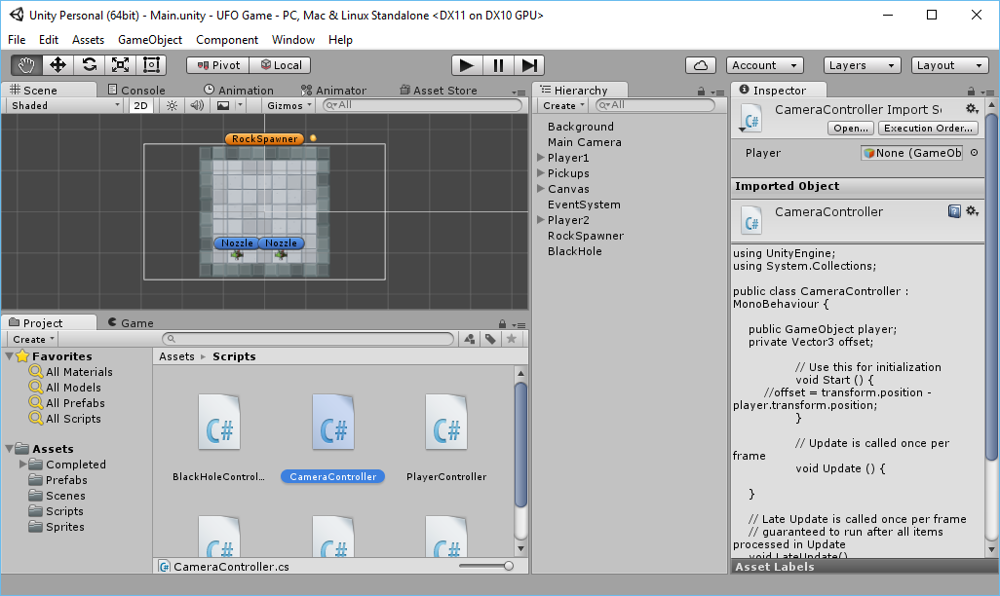 Unity Personal (64bit) - Main.unity - UFO Game - PC, Mac & Linux Standalone <DX11 on DX10 GPU>
File Edit Assets GameObject Component Window Help
Pivot Local Account Layers Layout
Scene Console Animation Animator Asset Store
Shaded 2D Gizmos All
RockSpawner
Nozzle Nozzle
Hierarchy
Create All
Background
Main Camera
Player1
Pickups
Canvas
EventSystem
Player2
RockSpawner
BlackHole
Project Game
Create
Favorites
All Materials
All Models
All Prefabs
All Scripts
Assets
Completed
Prefabs
Scenes
Scripts
Sprites
Assets Scripts
C# C# C#
BlackHoleControl... CameraController PlayerController
C# C# C#
C# CameraController.cs
Inspector
C# CameraController Import S
Open... Execution Order...
Player None (GameOb
Imported Object
C# CameraController
using UnityEngine;
using System.Collections;
public class CameraController :
MonoBehaviour {
public GameObject player;
private Vector3 offset;
// Use this for initialization
void Start () {
//offset = transform.position -
player.transform.position;
}
// Update is called once per
frame
void Update () {
}
// Late Update is called once per frame
// guaranteed to run after all items
processed in Update
void LateUpdate()
Asset Labels